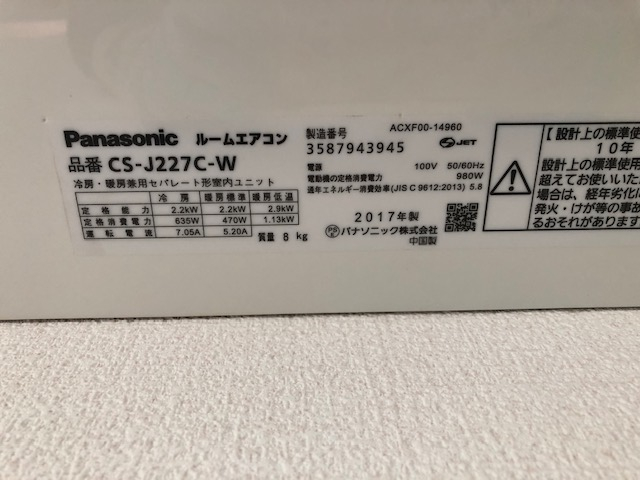 Panasonic ルームエアコン
品番 CS-J227C-W
冷房・暖房兼用セパレート形室内ユニット
冷房 暖房標準 暖房低温
定格能力 2.2kW 2.2kW 2.9kW
定格消費電力 635W 470W 1.13kW
運転電流 7.05A 5.20A
質量 8 kg
ACXF00-14960
製造番号
3587943945
JET
電源 100V 50/60Hz
電動機の定格消費電力 980W
通年エネルギー消費効率(JIS C 9612:2013) 5.8
2017年製
パナソニック株式会社
中国製
【設計上の標準使用
10年
設計上の標準使用
超えてお使いいただ
場合は、経年劣化に
発火・けが等の事故
るおそれがあります